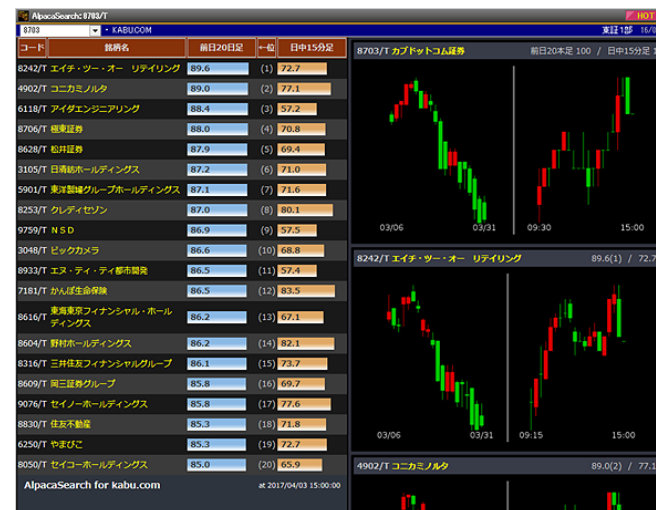 AlpacaSearch: 8703/T
HOT
8703
・ KABU.COM
東証1部 16/0
コード 銘柄名 前日20日足 ←位 日中15分足
8242/T エイチ・ツー・オー リテイリング 89.6 (1) 72.7
4902/T コニカミノルタ 89.0 (2) 77.1
6118/T アイダエンジニアリング 88.4 (3) 57.2
8706/T 極東証券 88.0 (4) 70.8
8628/T 松井証券 87.9 (5) 69.4
3105/T 日清紡ホールディングス 87.2 (6) 71.0
5901/T 東洋製罐グループホールディングス 87.1 (7) 71.6
8253/T クレディセゾン 87.0 (8) 80.1
9759/T NSD 86.9 (9) 57.5
3048/T ビックカメラ 86.6 (10) 68.8
8933/T エヌ・ティ・ティ都市開発 86.5 (11) 57.4
7181/T かんぽ生命保険 86.5 (12) 83.5
8616/T 東海東京フィナンシャル・ホールディングス 86.2 (13) 67.1
8604/T 野村ホールディングス 86.2 (14) 82.1
8316/T 三井住友フィナンシャルグループ 86.1 (15) 73.7
8609/T 岡三証券グループ 85.8 (16) 69.7
9076/T セイノーホールディングス 85.8 (17) 77.6
8830/T 住友不動産 85.3 (18) 71.8
6250/T やまびこ 85.3 (19) 72.7
8050/T セイコーホールディングス 85.0 (20) 65.9
AlpacaSearch for kabu.com
at 2017/04/03 15:00:00
8703/T カブドットコム証券 前日20本足 100 / 日中15分足 1
03/06 03/31 09:30 15:00
8242/T エイチ・ツー・オー リテイリング 89.6(1) / 72.7
03/06 03/31 09:15 15:00
4902/T コニカミノルタ 89.0(2) / 77.1